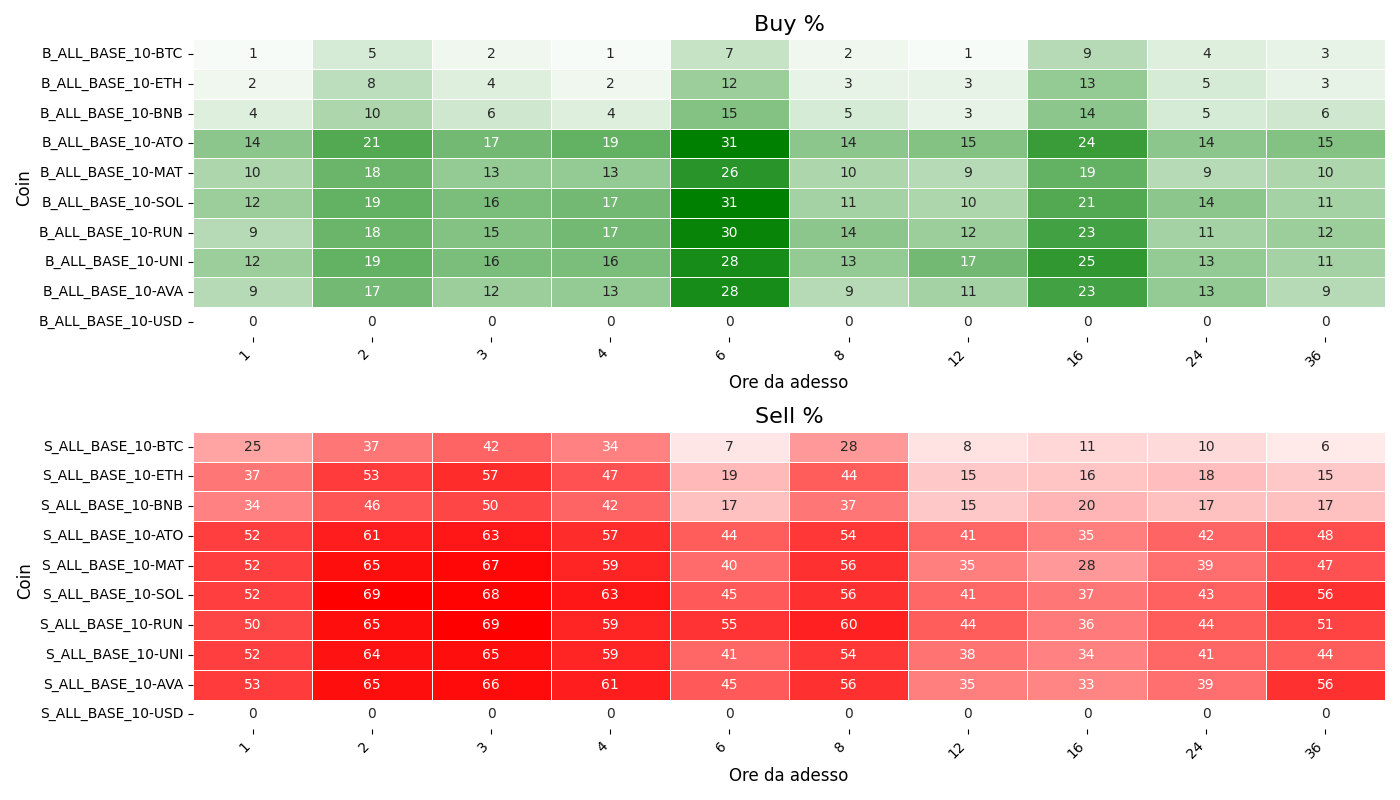 Buy %
Coin
B_ALL_BASE_10-BTC 1 5 2 1 7 2 1 9 4 3
B_ALL_BASE_10-ETH 2 8 4 2 12 3 3 13 5 3
B_ALL_BASE_10-BNB 4 10 6 4 15 5 3 14 5 6
B_ALL_BASE_10-ATO 14 21 17 19 31 14 15 24 14 15
B_ALL_BASE_10-MAT 10 18 13 13 26 10 9 19 9 10
B_ALL_BASE_10-SOL 12 19 16 17 31 11 10 21 14 11
B_ALL_BASE_10-RUN 9 18 15 17 30 14 12 23 11 12
B_ALL_BASE_10-UNI 12 19 16 16 28 13 17 25 13 11
B_ALL_BASE_10-AVA 9 17 12 13 28 9 11 23 13 9
B_ALL_BASE_10-USD 0 0 0 0 0 0 0 0 0 0
1 2 3 4 6 8 12 16 24 36
Ore da adesso
Sell %
Coin
S_ALL_BASE_10-BTC 25 37 42 34 7 28 8 11 10 6
S_ALL_BASE_10-ETH 37 53 57 47 19 44 15 16 18 15
S_ALL_BASE_10-BNB 34 46 50 42 17 37 15 20 17 17
S_ALL_BASE_10-ATO 52 61 63 57 44 54 41 35 42 48
S_ALL_BASE_10-MAT 52 65 67 59 40 56 35 28 39 47
S_ALL_BASE_10-SOL 52 69 68 63 45 56 41 37 43 56
S_ALL_BASE_10-RUN 50 65 69 59 55 60 44 36 44 51
S_ALL_BASE_10-UNI 52 64 65 59 41 54 38 34 41 44
S_ALL_BASE_10-AVA 53 65 66 61 45 56 35 33 39 56
S_ALL_BASE_10-USD 0 0 0 0 0 0 0 0 0 0
1 2 3 4 6 8 12 16 24 36
Ore da adesso